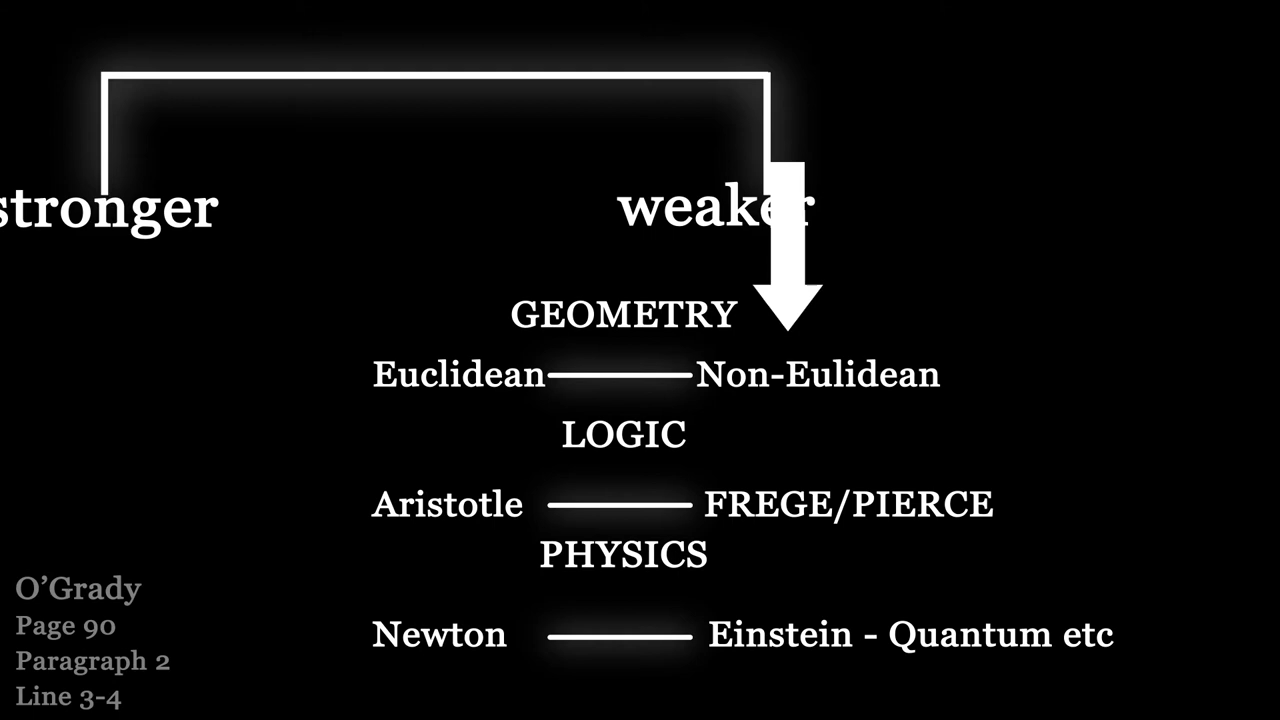 stronger weaker
GEOMETRY
Euclidean Non-Eulidean
LOGIC
Aristotle FREGE/PIERCE
PHYSICS
Newton Einstein - Quantum etc
O'Grady
Page 90
Paragraph 2
Line 3-4